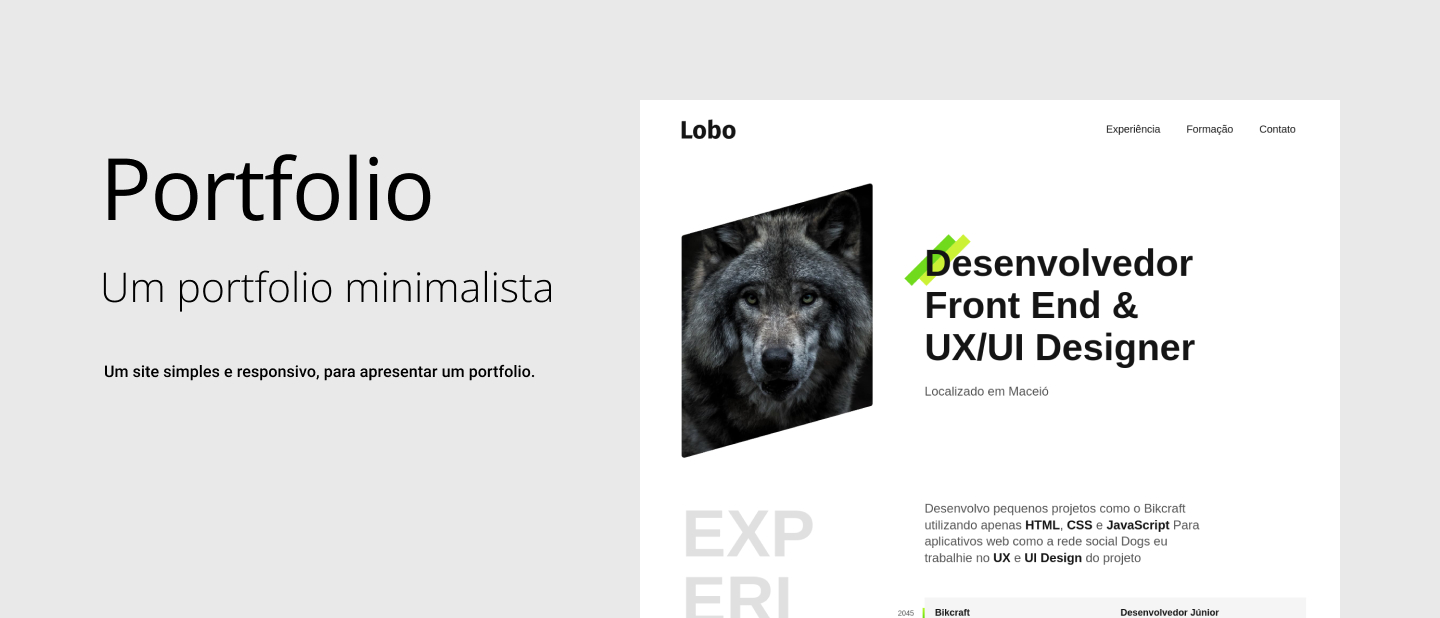 Portfolio
Um portfolio minimalista
Um site simples e responsivo, para apresentar um portfolio.
Lobo
Experiência
Formação
Contato
Desenvolvedor
Front End &
UX/UI Designer
Localizado em Maceió
EXP
ERI
Desenvolvo pequenos projetos como o Bikcraft
utilizando apenas HTML, CSS e JavaScript Para
aplicativos web como a rede social Dogs eu
trabalhie no UX e UI Design do projeto
2045
Bikcraft
Desenvolvedor Júnior